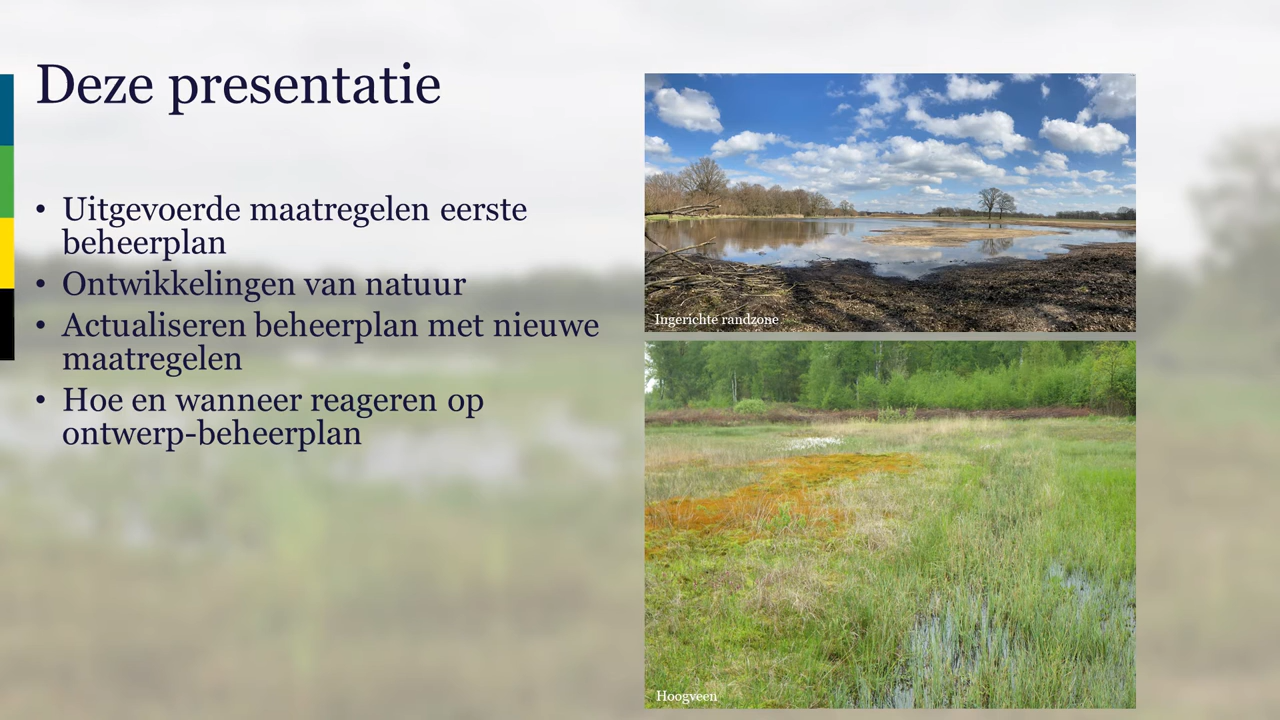 Deze presentatie
• Uitgevoerde maatregelen eerste
beheerplan
• Ontwikkelingen van natuur
• Actualiseren beheerplan met nieuwe
maatregelen
• Hoe en wanneer reageren op
ontwerp-beheerplan
Ingerichte randzone
Hoogveen